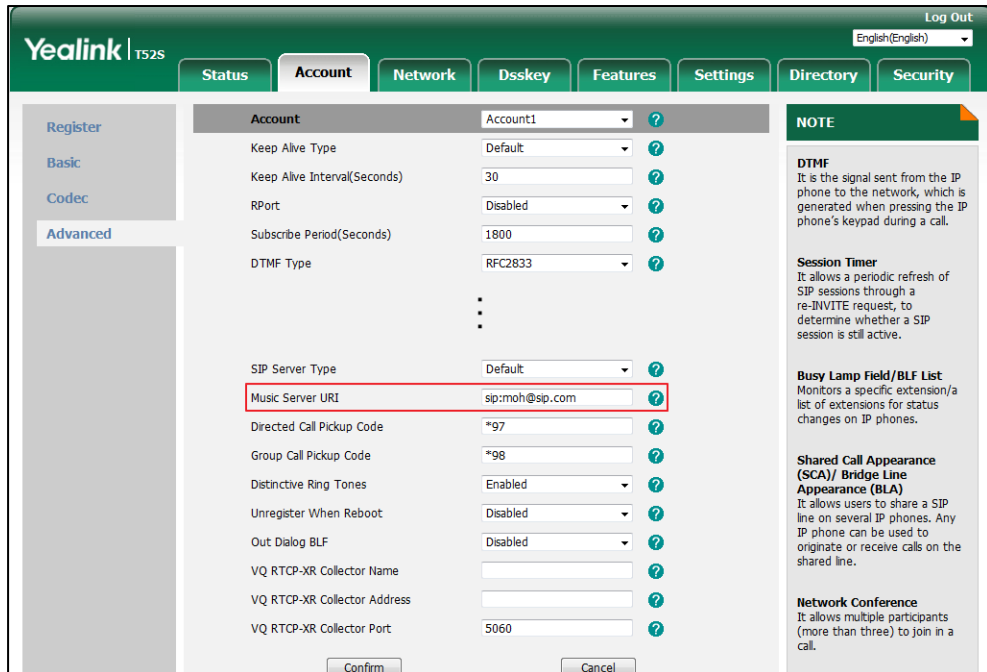 Log Out
Yealink T52S
English(English)
Status Account Network Dsskey Features Settings Directory Security
Register
Basic
Codec
Advanced
Account Account1 ?
Keep Alive Type Default ?
Keep Alive Interval(Seconds) 30 ?
RPort Disabled ?
Subscribe Period(Seconds) 1800 ?
DTMF Type RFC2833 ?
SIP Server Type Default ?
Music Server URI sip:moh@sip.com ?
Directed Call Pickup Code *97 ?
Group Call Pickup Code *98 ?
Distinctive Ring Tones Enabled ?
Unregister When Reboot Disabled ?
Out Dialog BLF Disabled ?
VQ RTCP-XR Collector Name ?
VQ RTCP-XR Collector Address ?
VQ RTCP-XR Collector Port 5060 ?
Confirm Cancel
NOTE
DTMF
It is the signal sent from the IP
phone to the network, which is
generated when pressing the IP
phone's keypad during a call.
Session Timer
It allows a periodic refresh of
SIP sessions through a
re-INVITE request, to
determine whether a SIP
session is still active.
Busy Lamp Field/BLF List
Monitors a specific extension/a
list of extensions for status
changes on IP phones.
Shared Call Appearance
(SCA)/ Bridge Line
Appearance (BLA)
It allows users to share a SIP
line on several IP phones. Any
IP phone can be used to
originate or receive calls on the
shared line.
Network Conference
It allows multiple participants
(more than three) to join in a
call.